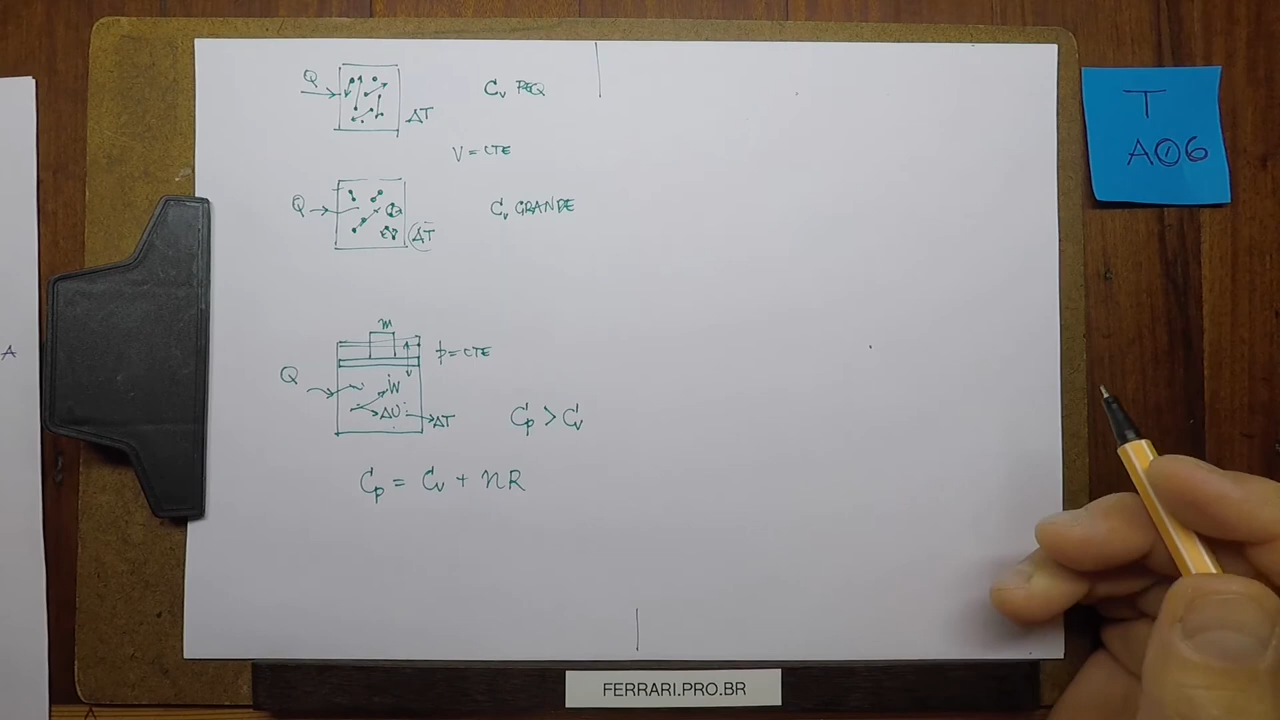 Q
ΔT
Cv PEQ
V = CTE
Q
ΔT
Cv GRANDE
m
p = CTE
Q
W
ΔU
ΔT
Cp > Cv
Cp = Cv + nR
T
A06
A
FERRARI.PRO.BR